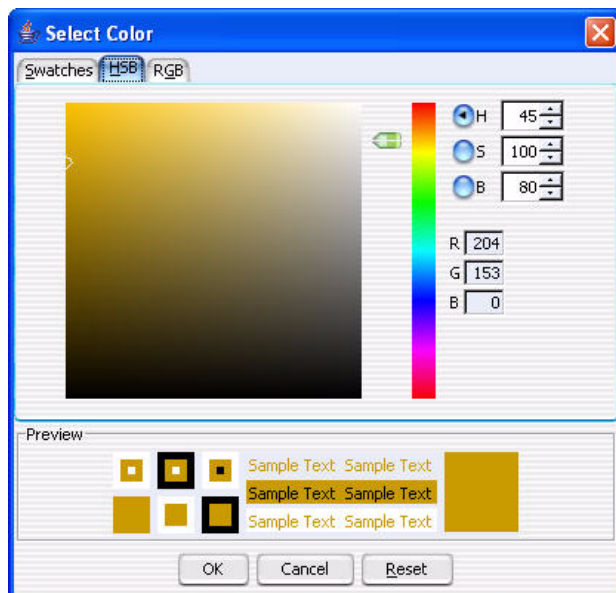 Select Color
Swatches HSB RGB
H 45
S 100
B 80
R 204
G 153
B 0
Preview
Sample Text Sample Text
Sample Text Sample Text
Sample Text Sample Text
OK Cancel Reset